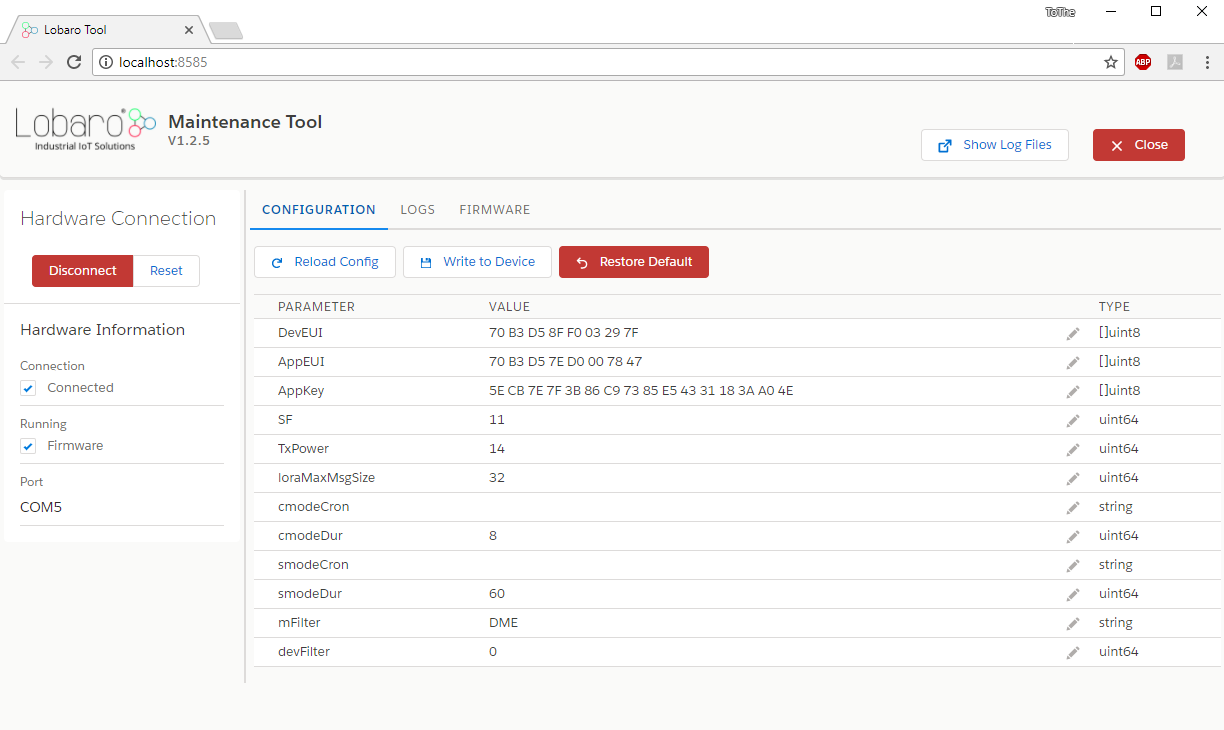 ToThe
Lobaro Tool
localhost:8585
ABP
Lobaro
Industrial IoT Solutions
Maintenance Tool
V1.2.5
Show Log Files
Close
Hardware Connection
Disconnect Reset
Hardware Information
Connection
Connected
Running
Firmware
Port
COM5
CONFIGURATION LOGS FIRMWARE
Reload Config Write to Device Restore Default
PARAMETER VALUE TYPE
DevEUI 70 B3 D5 8F F0 03 29 7F []uint8
AppEUI 70 B3 D5 7E D0 00 78 47 []uint8
AppKey 5E CB 7E 7F 3B 86 C9 73 85 E5 43 31 18 3A A0 4E []uint8
SF 11 uint64
TxPower 14 uint64
loraMaxMsgSize 32 uint64
cmodeCron string
cmodeDur 8 uint64
smodeCron string
smodeDur 60 uint64
mFilter DME string
devFilter 0 uint64